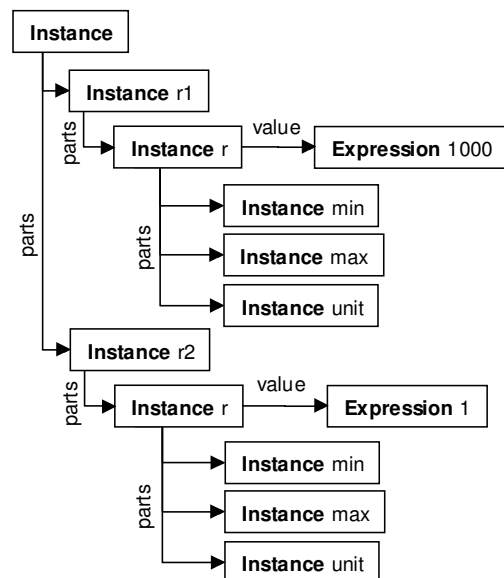 Instance
Instance r1
parts
Instance r
value
Expression 1000
parts
Instance min
Instance max
Instance unit
parts
Instance r2
parts
Instance r
value
Expression 1
parts
Instance min
Instance max
Instance unit